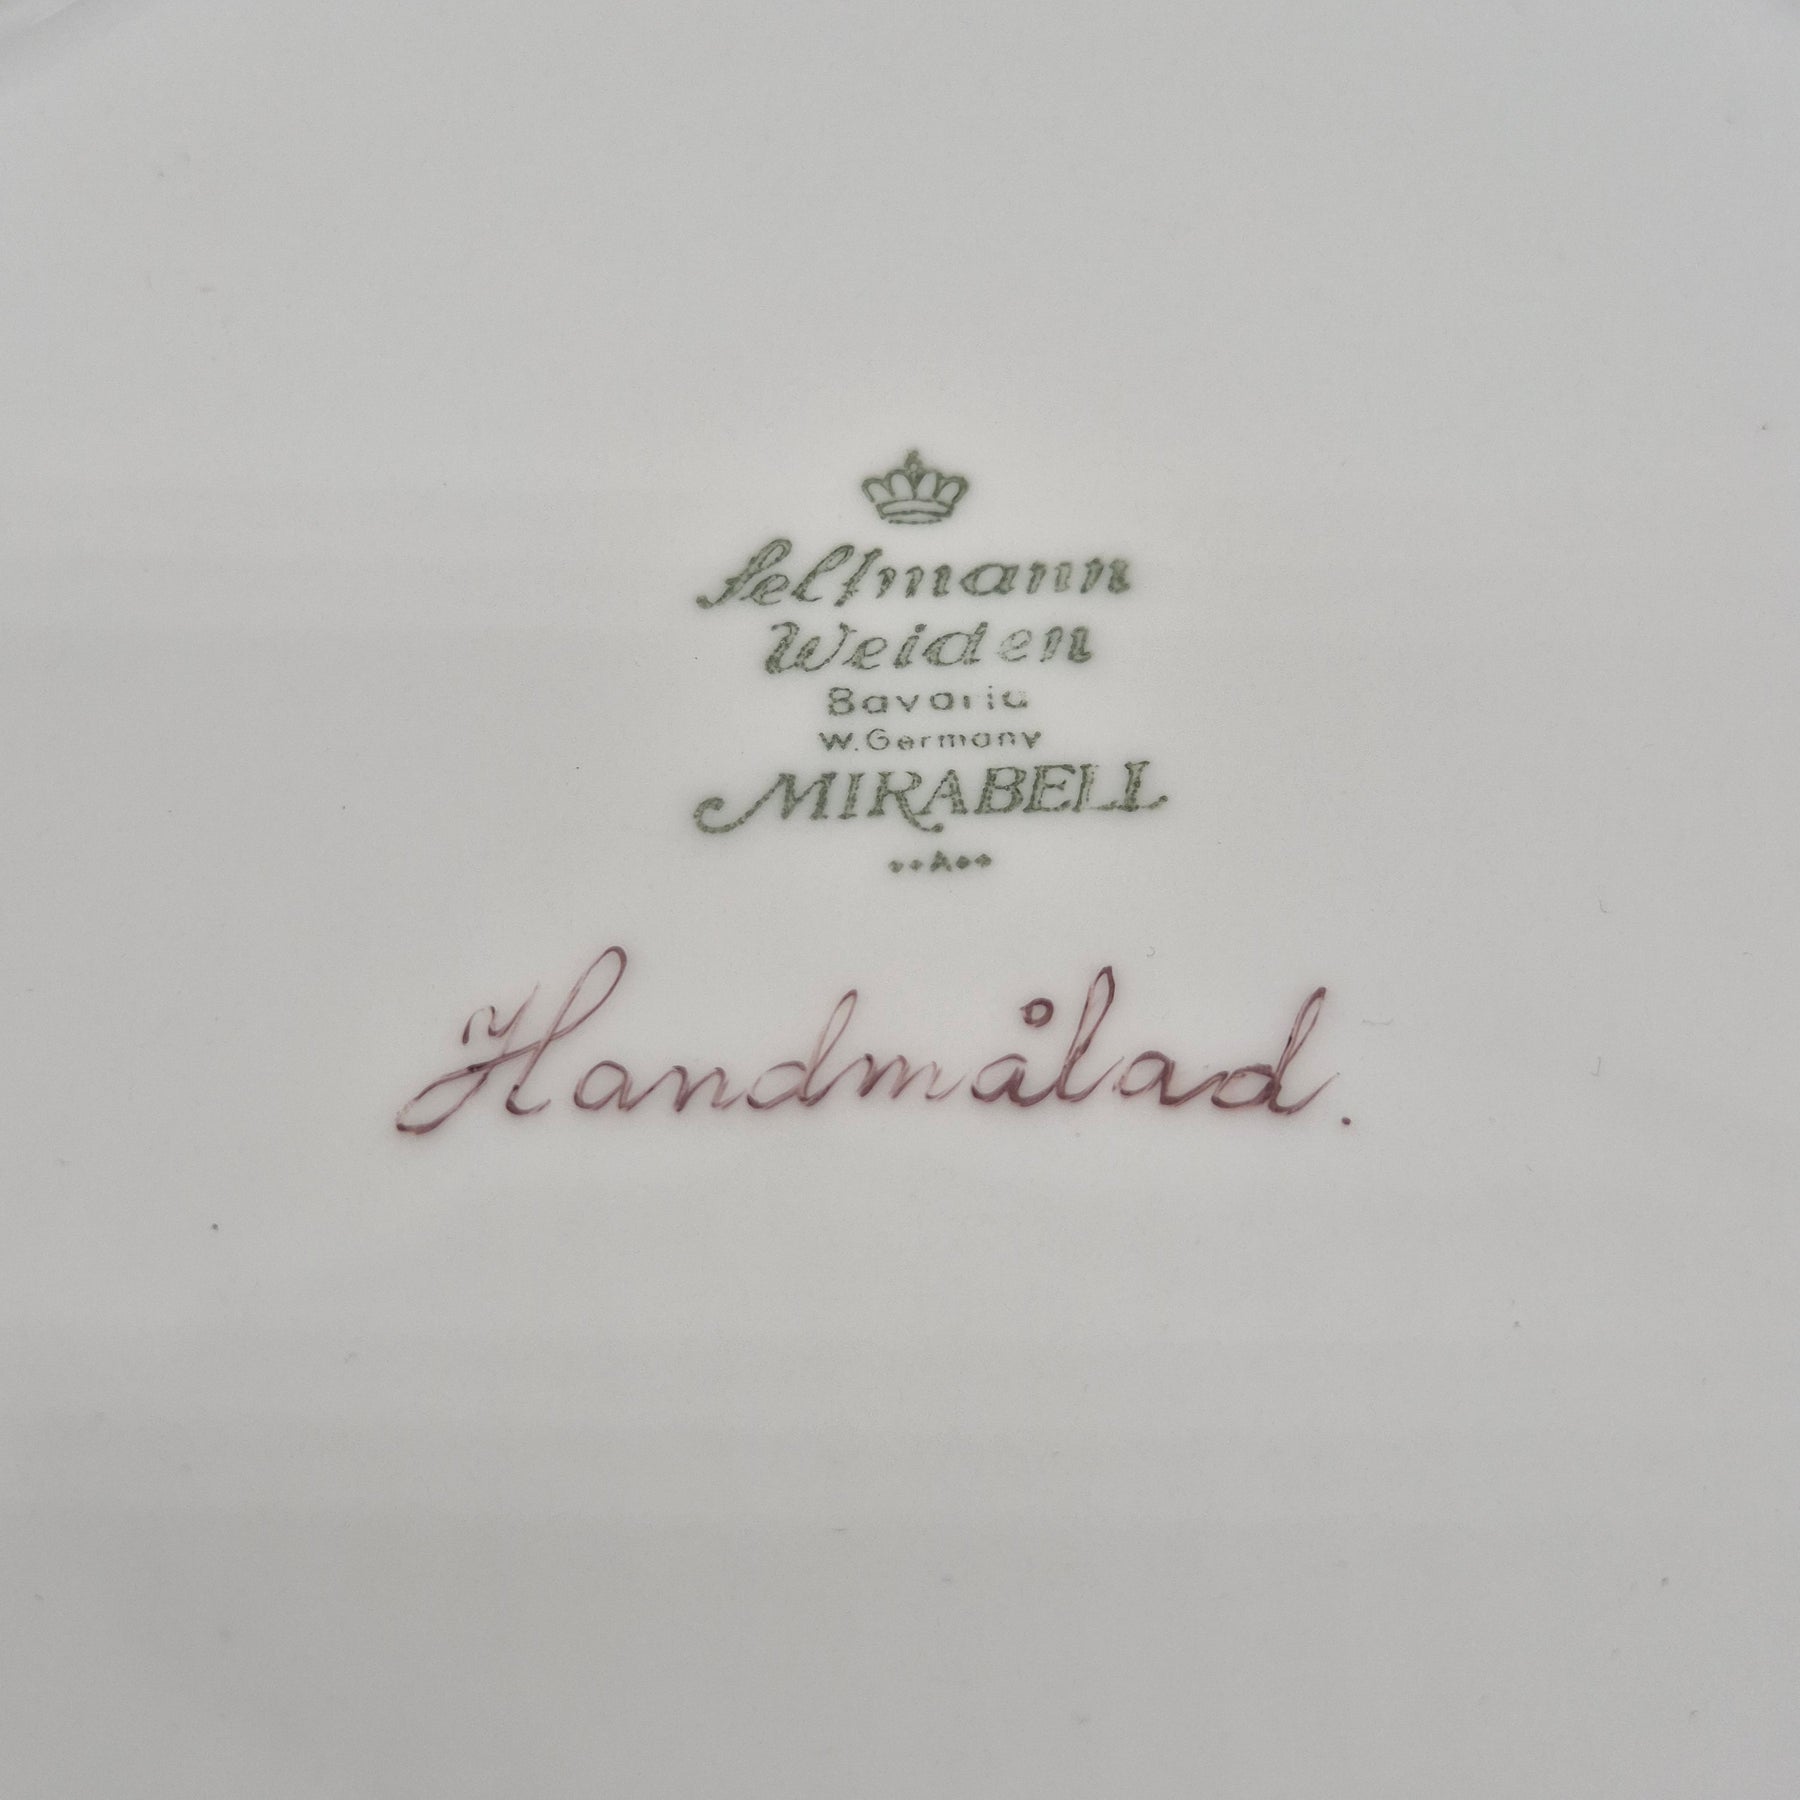 Seltmann
Weiden
Bavaria
W. Germany
MIRABELL
••A••
Handmålad.